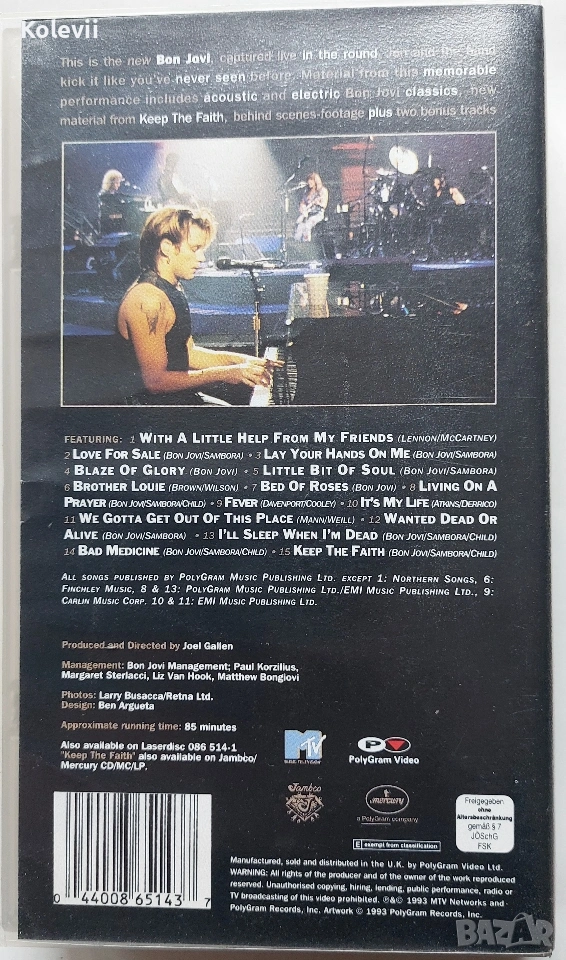 Kolevii
This is the new Bon Jovi, captured live in the round. Jon and the band
kick it like you've never seen before. Material from this memorable
performance includes acoustic and electric Bon Jovi classics, new
material from Keep The Faith, behind scenes-footage plus two bonus tracks
FEATURING: 1 WITH A LITTLE HELP FROM MY FRIENDS (LENNON/MCCARTNEY)
2 LOVE FOR SALE (BON JOVI/SAMBORA) • 3 LAY YOUR HANDS ON ME (BON JOVI/SAMBORA)
4 BLAZE OF GLORY (BON JOVI) • 5 LITTLE BIT OF SOUL (BON JOVI/SAMBORA)
6 BROTHER LOUIE (BROWN/WILSON) • 7 BED OF ROSES (BON JOVI) • 8 LIVING ON A
PRAYER (BON JOVI/SAMBORA/CHILD) • 9 FEVER (DAVENPORT/COOLEY) • 10 IT'S MY LIFE (ATKINS/DERRICO)
11 WE GOTTA GET OUT OF THIS PLACE (MANN/WEILL) • 12 WANTED DEAD OR
ALIVE (BON JOVI/SAMBORA) • 13 I'LL SLEEP WHEN I'M DEAD (BON JOVI/SAMBORA/CHILD)
14 BAD MEDICINE (BON JOVI/SAMBORA/CHILD) • 15 KEEP THE FAITH (BON JOVI/SAMBORA/CHILD)
ALL SONGS PUBLISHED BY POLYGRAM MUSIC PUBLISHING LTD. EXCEPT 1: NORTHERN SONGS, 6:
FINCHLEY MUSIC, 8 & 13: POLYGRAM MUSIC PUBLISHING LTD./EMI MUSIC PUBLISHING LTD., 9:
CARLIN MUSIC CORP. 10 & 11: EMI MUSIC PUBLISHING LTD.
Produced and Directed by Joel Gallen
Management: Bon Jovi Management; Paul Korzilius,
Margaret Sterlacci, Liz Van Hook, Matthew Bongiovi
Photos: Larry Busacca/Retna Ltd.
Design: Ben Argueta
Approximate running time: 85 minutes
Also available on Laserdisc 086 514-1
"Keep The Faith" also available on Jambco/
Mercury CD/MC/LP.
MTV
MUSIC TELEVISION
PolyGram Video
Jambco
RECORDS
mercury
a PolyGram company
E exempt from classification
Freigegeben
ohne
Altersbeschränkung
gemäß § 7
JÖSchG
FSK
0 44008 65143 7
Manufactured, sold and distributed in the U.K. by PolyGram Video Ltd.
WARNING: All rights of the producer and of the owner of the work reproduced
reserved. Unauthorised copying, hiring, lending, public performance, radio or
TV broadcasting of this video prohibited. ℗&© 1993 MTV Networks and
PolyGram Records, Inc. Artwork © 1993 PolyGram Records, Inc.
BAZAR